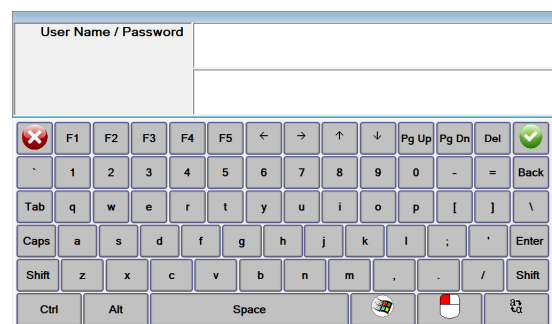 User Name / Password
F1 F2 F3 F4 F5 ← → ↑ ↓ Pg Up Pg Dn Del
` 1 2 3 4 5 6 7 8 9 0 - = Back
Tab q w e r t y u i o p [ ] \
Caps a s d f g h j k l ; ' Enter
Shift z x c v b n m , . / Shift
Ctrl Alt Space